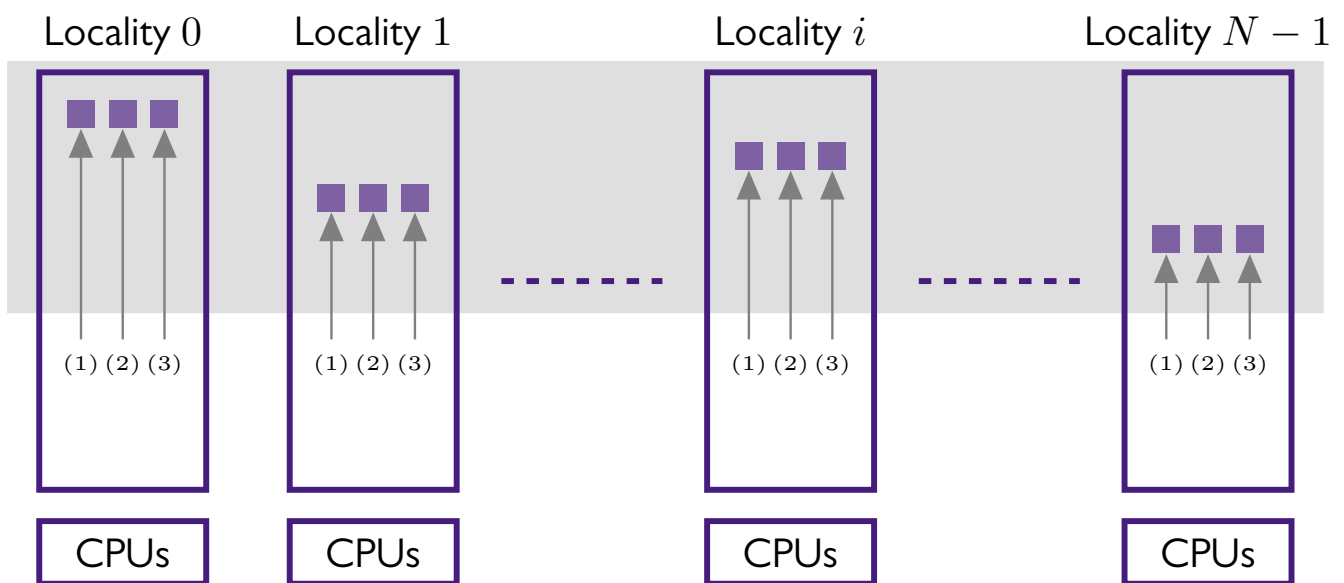 Locality 0 Locality 1 Locality i Locality N − 1
(1) (2) (3) (1) (2) (3) (1) (2) (3) (1) (2) (3)
CPUs CPUs CPUs CPUs